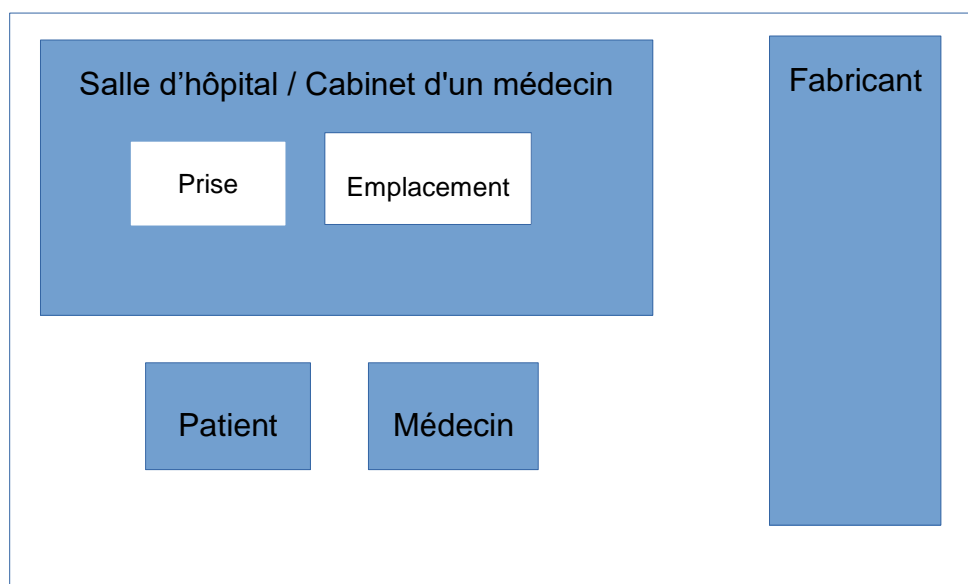 Salle d’hôpital / Cabinet d'un médecin
Fabricant
Prise
Emplacement
Patient
Médecin